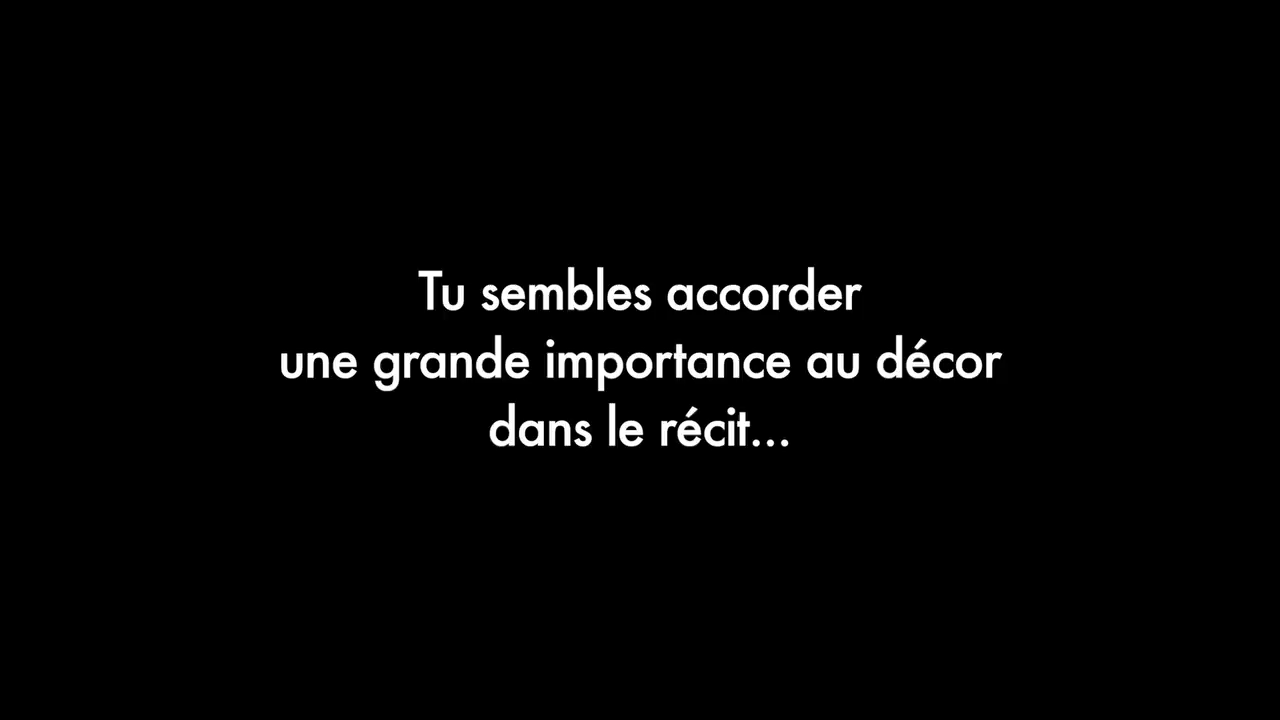 Tu sembles accorder
une grande importance au décor
dans le récit...